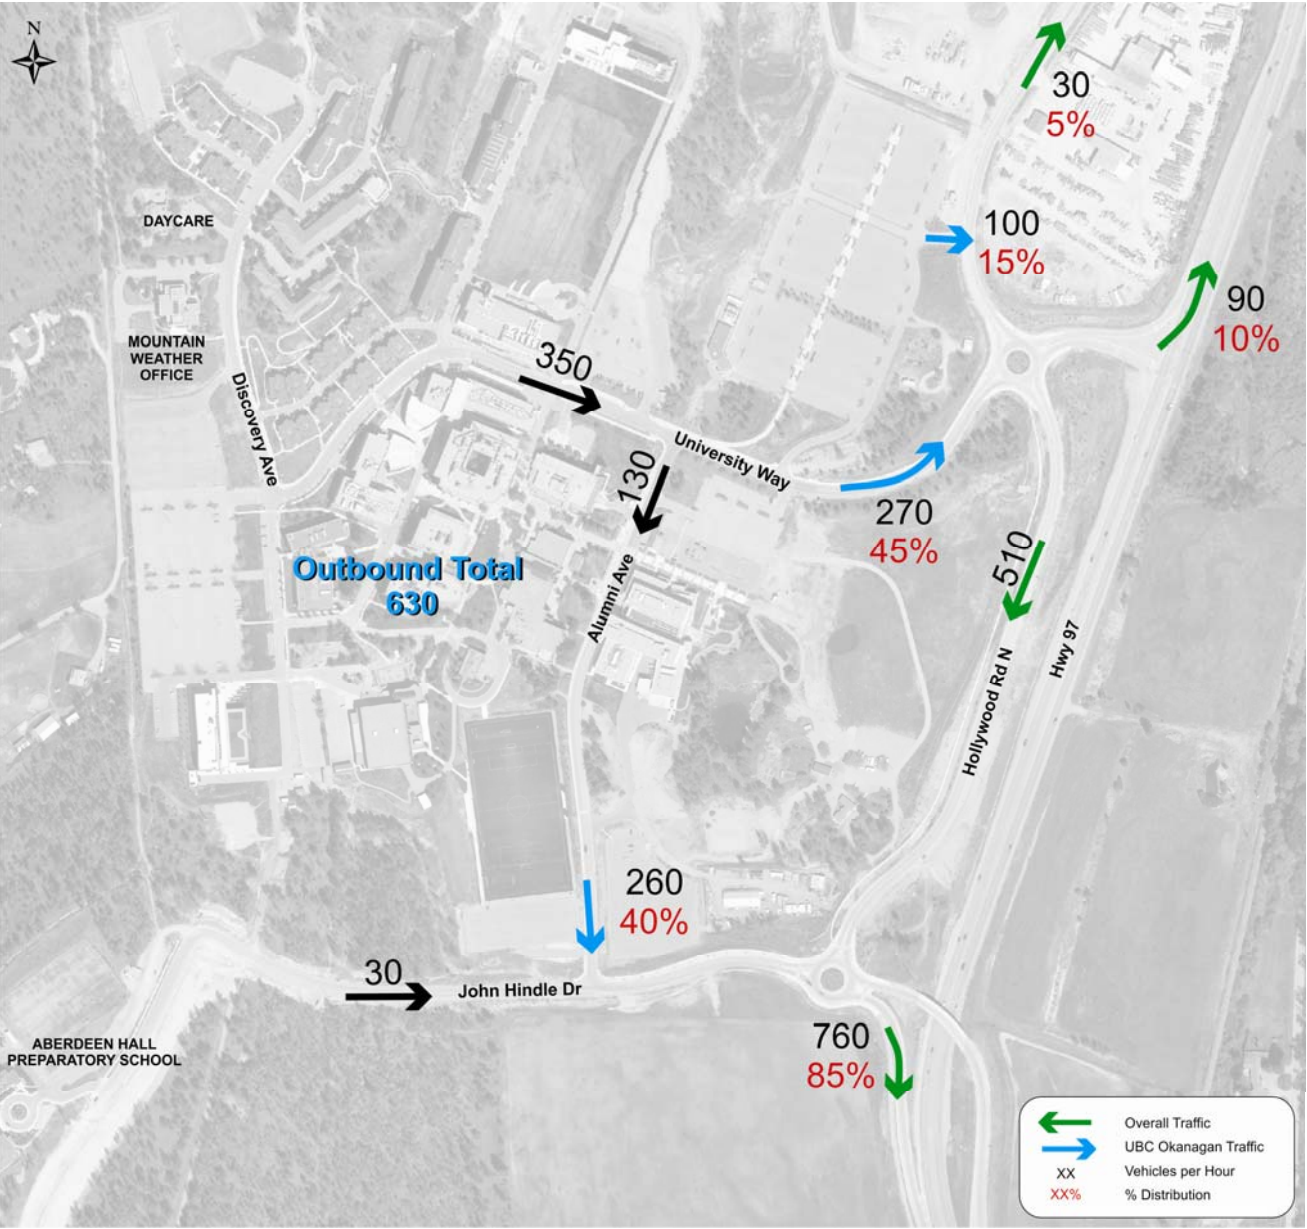 N
30
5%
DAYCARE
100
15%
90
10%
MOUNTAIN
WEATHER
OFFICE
350
Discovery Ave
University Way
130
270
45%
510
Outbound Total
630
Alumni Ave
Hwy 97
Hollywood Rd N
260
40%
30
John Hindle Dr
760
85%
ABERDEEN HALL
PREPARATORY SCHOOL
Overall Traffic
UBC Okanagan Traffic
XX Vehicles per Hour
XX% % Distribution